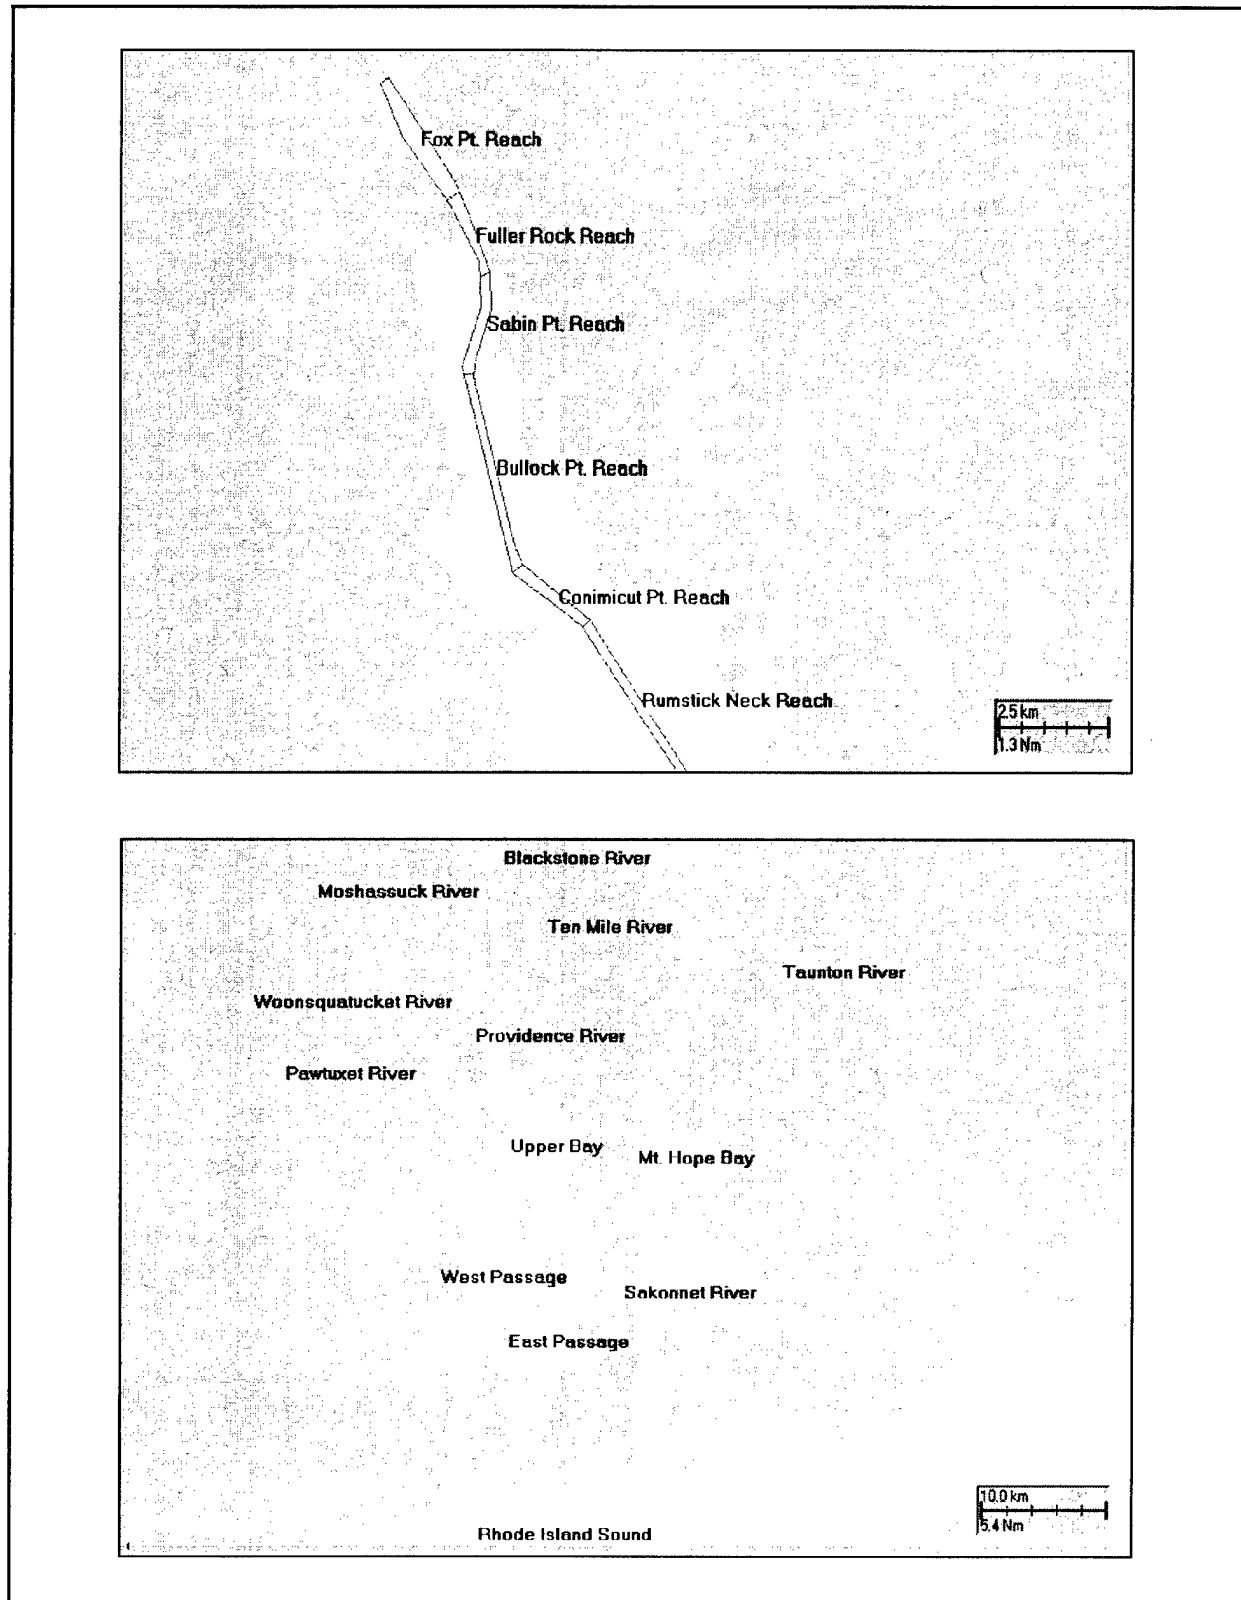 Fox Pt. Reach
Fuller Rock Reach
Sabin Pt. Reach
Bullock Pt. Reach
Conimicut Pt. Reach
Rumstick Neck Reach
2.5 km
1.3 Nm
Blackstone River
Moshassuck River
Ten Mile River
Taunton River
Woonsquatucket River
Providence River
Pawtuxet River
Upper Bay
Mt. Hope Bay
West Passage
Sakonnet River
East Passage
10.0 km
5.4 Nm
Rhode Island Sound